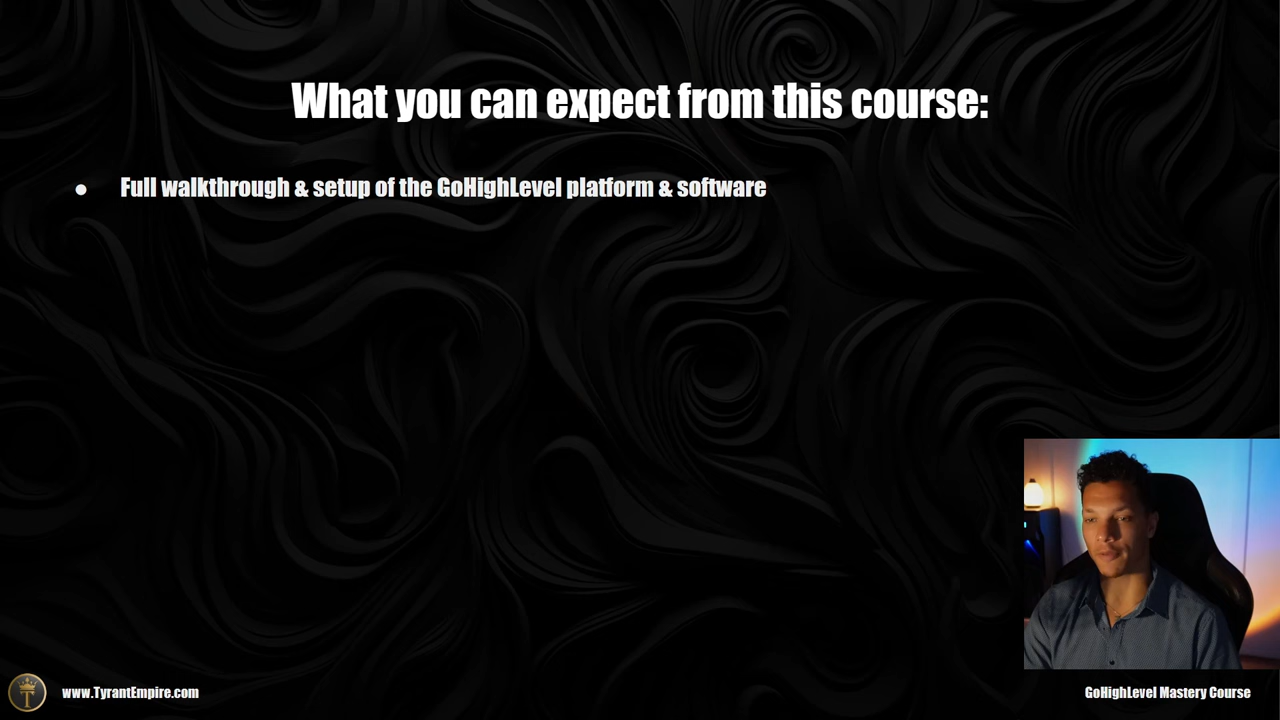 What you can expect from this course:
● Full walkthrough & setup of the GoHighLevel platform & software
www.TyrantEmpire.com
GoHighLevel Mastery Course